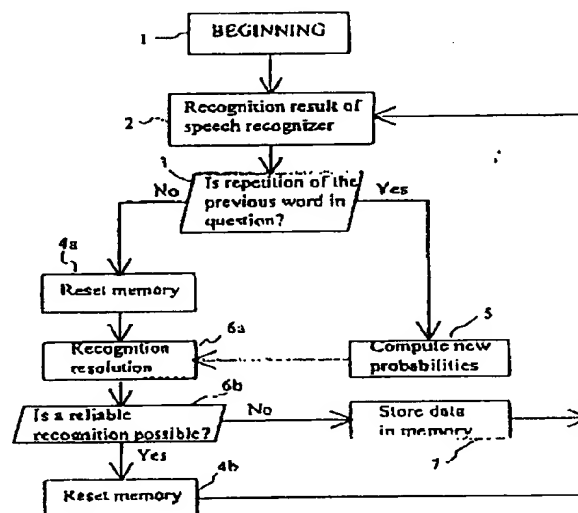 1
BEGINNING
2
Recognition result of
speech recognizer
Is repetition of the
previous word in
question?
No
Yes
4a
Reset memory
6a
Recognition
resolution
5
Compute new
probabilities
6b
Is a reliable
recognition possible?
No
Store data
in memory
7
Yes
4b
Reset memory